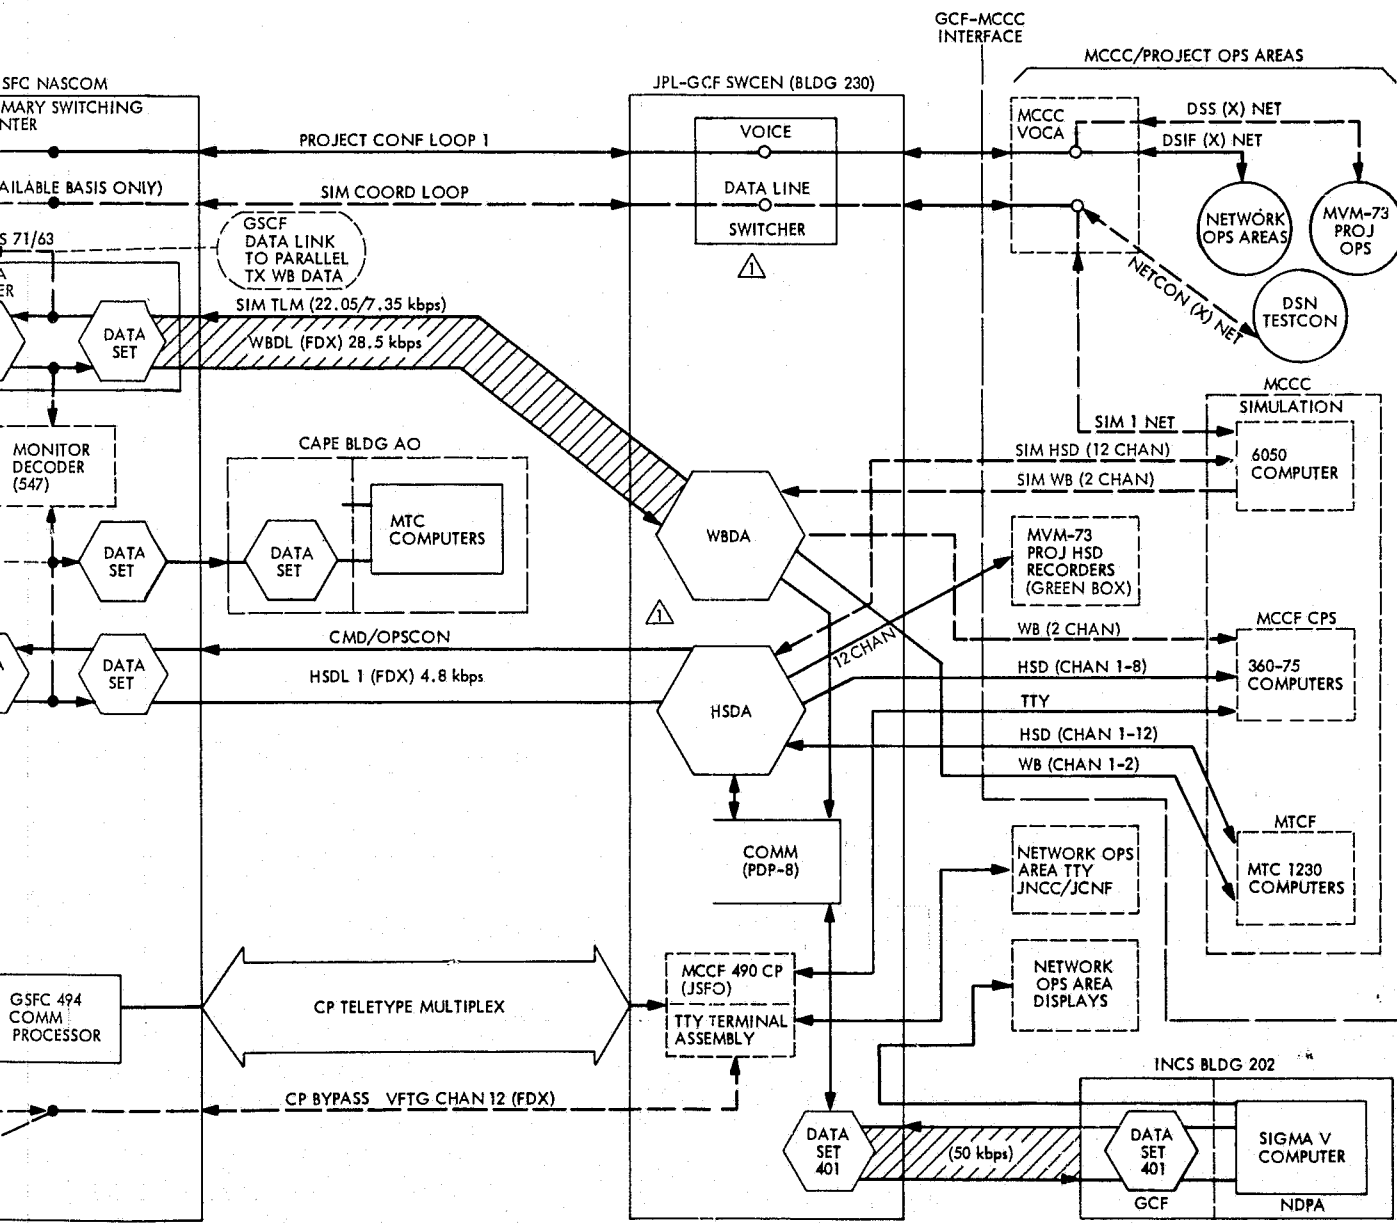 GCF-MCCC
INTERFACE
MCCC/PROJECT OPS AREAS
SFC NASCOM
MARY SWITCHING
NTER
JPL-GCF SWCEN (BLDG 230)
VOICE
MCCC
VOCA
DSS (X) NET
DSIF (X) NET
PROJECT CONF LOOP 1
AILABLE BASIS ONLY)
SIM COORD LOOP
DATA LINE
SWITCHER
1
NETWORK
OPS AREAS
MVM-73
PROJ
OPS
S 71/63
GSCF
DATA LINK
TO PARALLEL
TX WB DATA
NETCON (X) NET
DSN
TESTCON
A
ER
DATA
SET
SIM TLM (22.05/7.35 kbps)
WBDL (FDX) 28.5 kbps
MCCC
SIMULATION
6050
COMPUTER
SIM 1 NET
SIM HSD (12 CHAN)
SIM WB (2 CHAN)
MONITOR
DECODER
(547)
CAPE BLDG AO
MTC
COMPUTERS
DATA
SET
DATA
SET
WBDA
MVM-73
PROJ HSD
RECORDERS
(GREEN BOX)
1
12 CHAN
WB (2 CHAN)
MCCF CPS
360-75
COMPUTERS
A
DATA
SET
CMD/OPSCON
HSDL 1 (FDX) 4.8 kbps
HSDA
HSD (CHAN 1-8)
TTY
HSD (CHAN 1-12)
WB (CHAN 1-2)
MTCF
MTC 1230
COMPUTERS
COMM
(PDP-8)
NETWORK OPS
AREA TTY
JNCC/JCNF
GSFC 494
COMM
PROCESSOR
CP TELETYPE MULTIPLEX
MCCF 490 CP
(JSFO)
TTY TERMINAL
ASSEMBLY
NETWORK
OPS AREA
DISPLAYS
CP BYPASS VFTG CHAN 12 (FDX)
INCS BLDG 202
DATA
SET
401
(50 kbps)
DATA
SET
401
SIGMA V
COMPUTER
GCF
NDPA